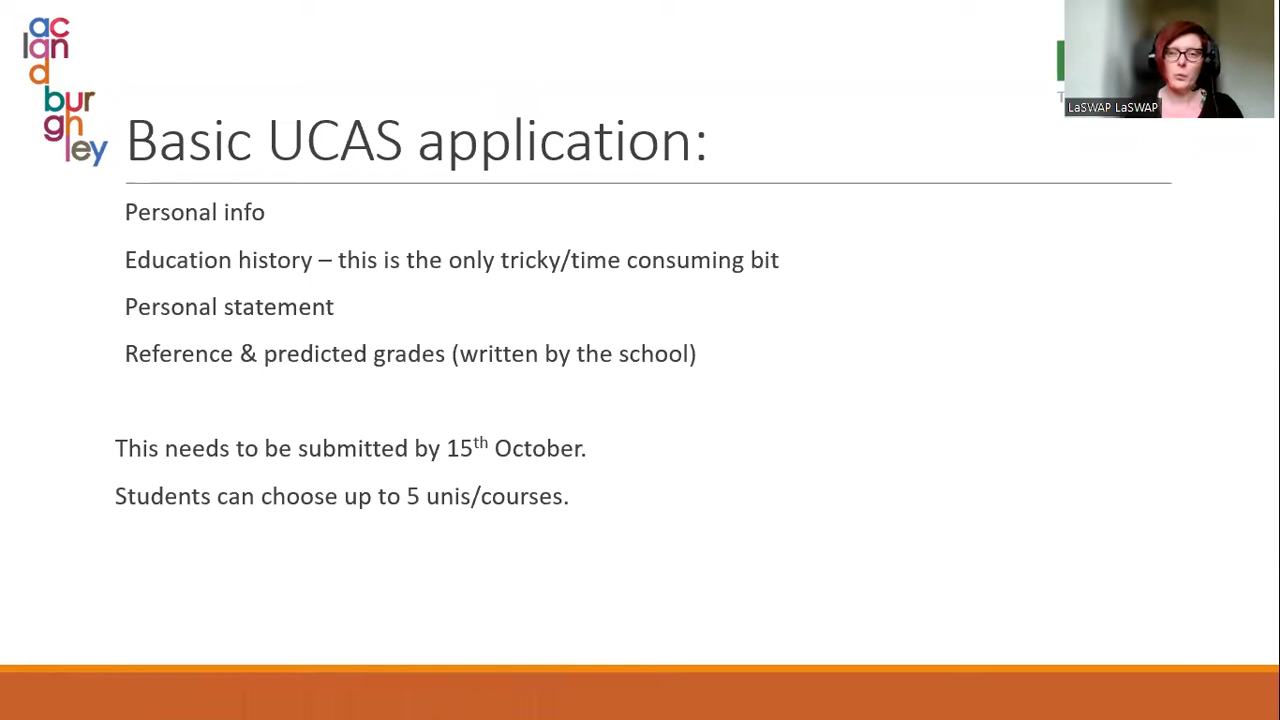 ac
lan
d
bur
gh
ley
T
LaSWAP LaSWAP
Basic UCAS application:
Personal info
Education history – this is the only tricky/time consuming bit
Personal statement
Reference & predicted grades (written by the school)
This needs to be submitted by 15th October.
Students can choose up to 5 unis/courses.